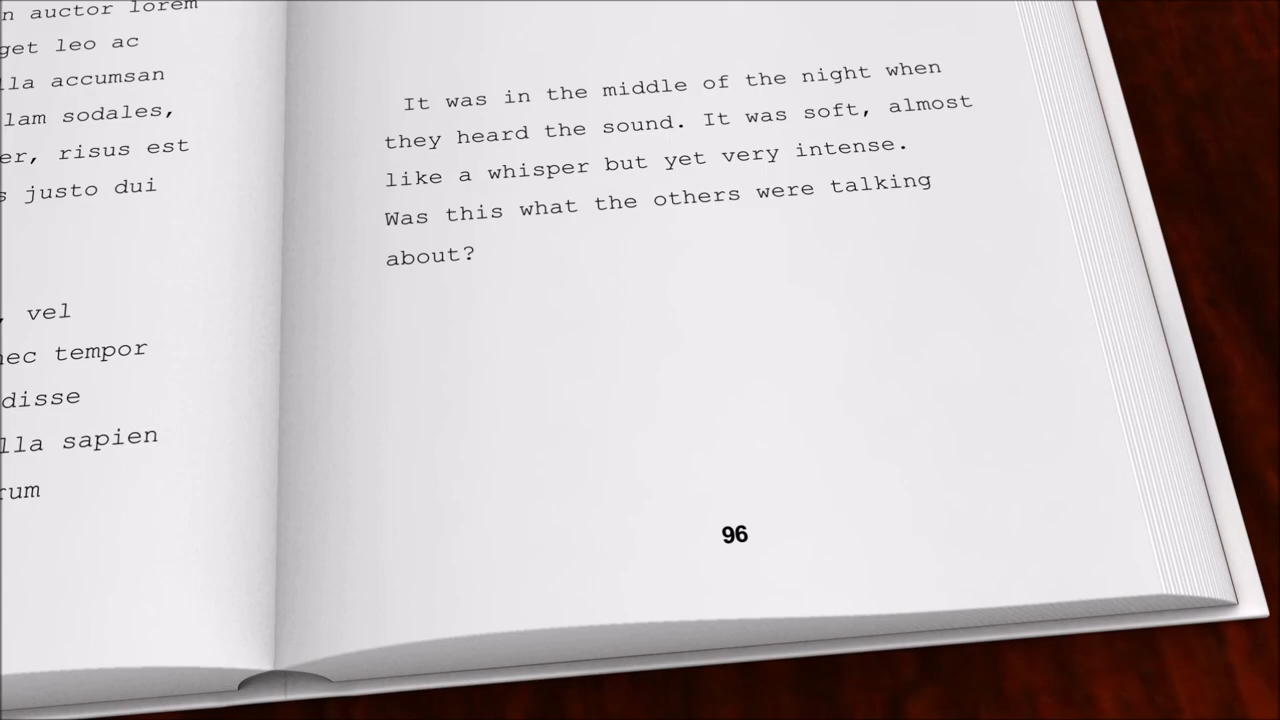 n auctor lorem
get leo ac
lla accumsan
lam sodales,
er, risus est
s justo dui
, vel
nec tempor
disse
lla sapien
rum
It was in the middle of the night when
they heard the sound. It was soft, almost
like a whisper but yet very intense.
Was this what the others were talking
about?
96